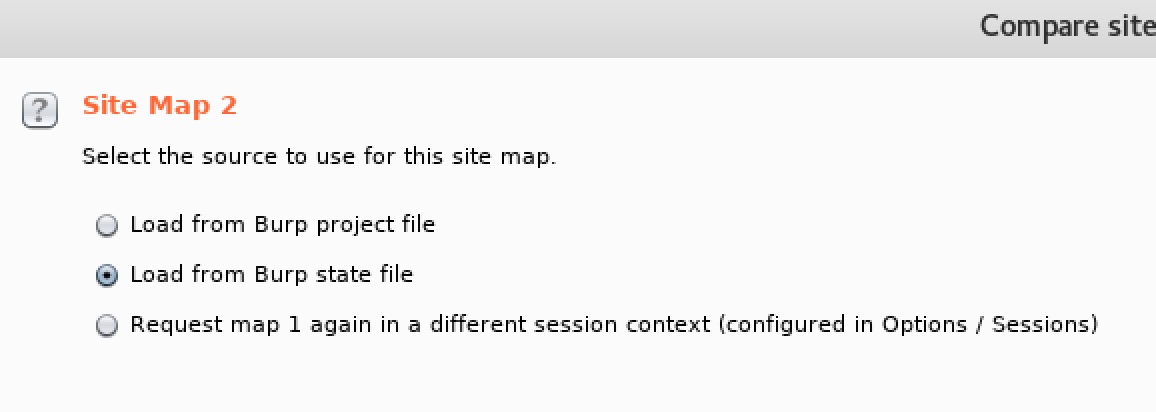 Compare site
?
Site Map 2
Select the source to use for this site map.
Load from Burp project file
Load from Burp state file
Request map 1 again in a different session context (configured in Options / Sessions)